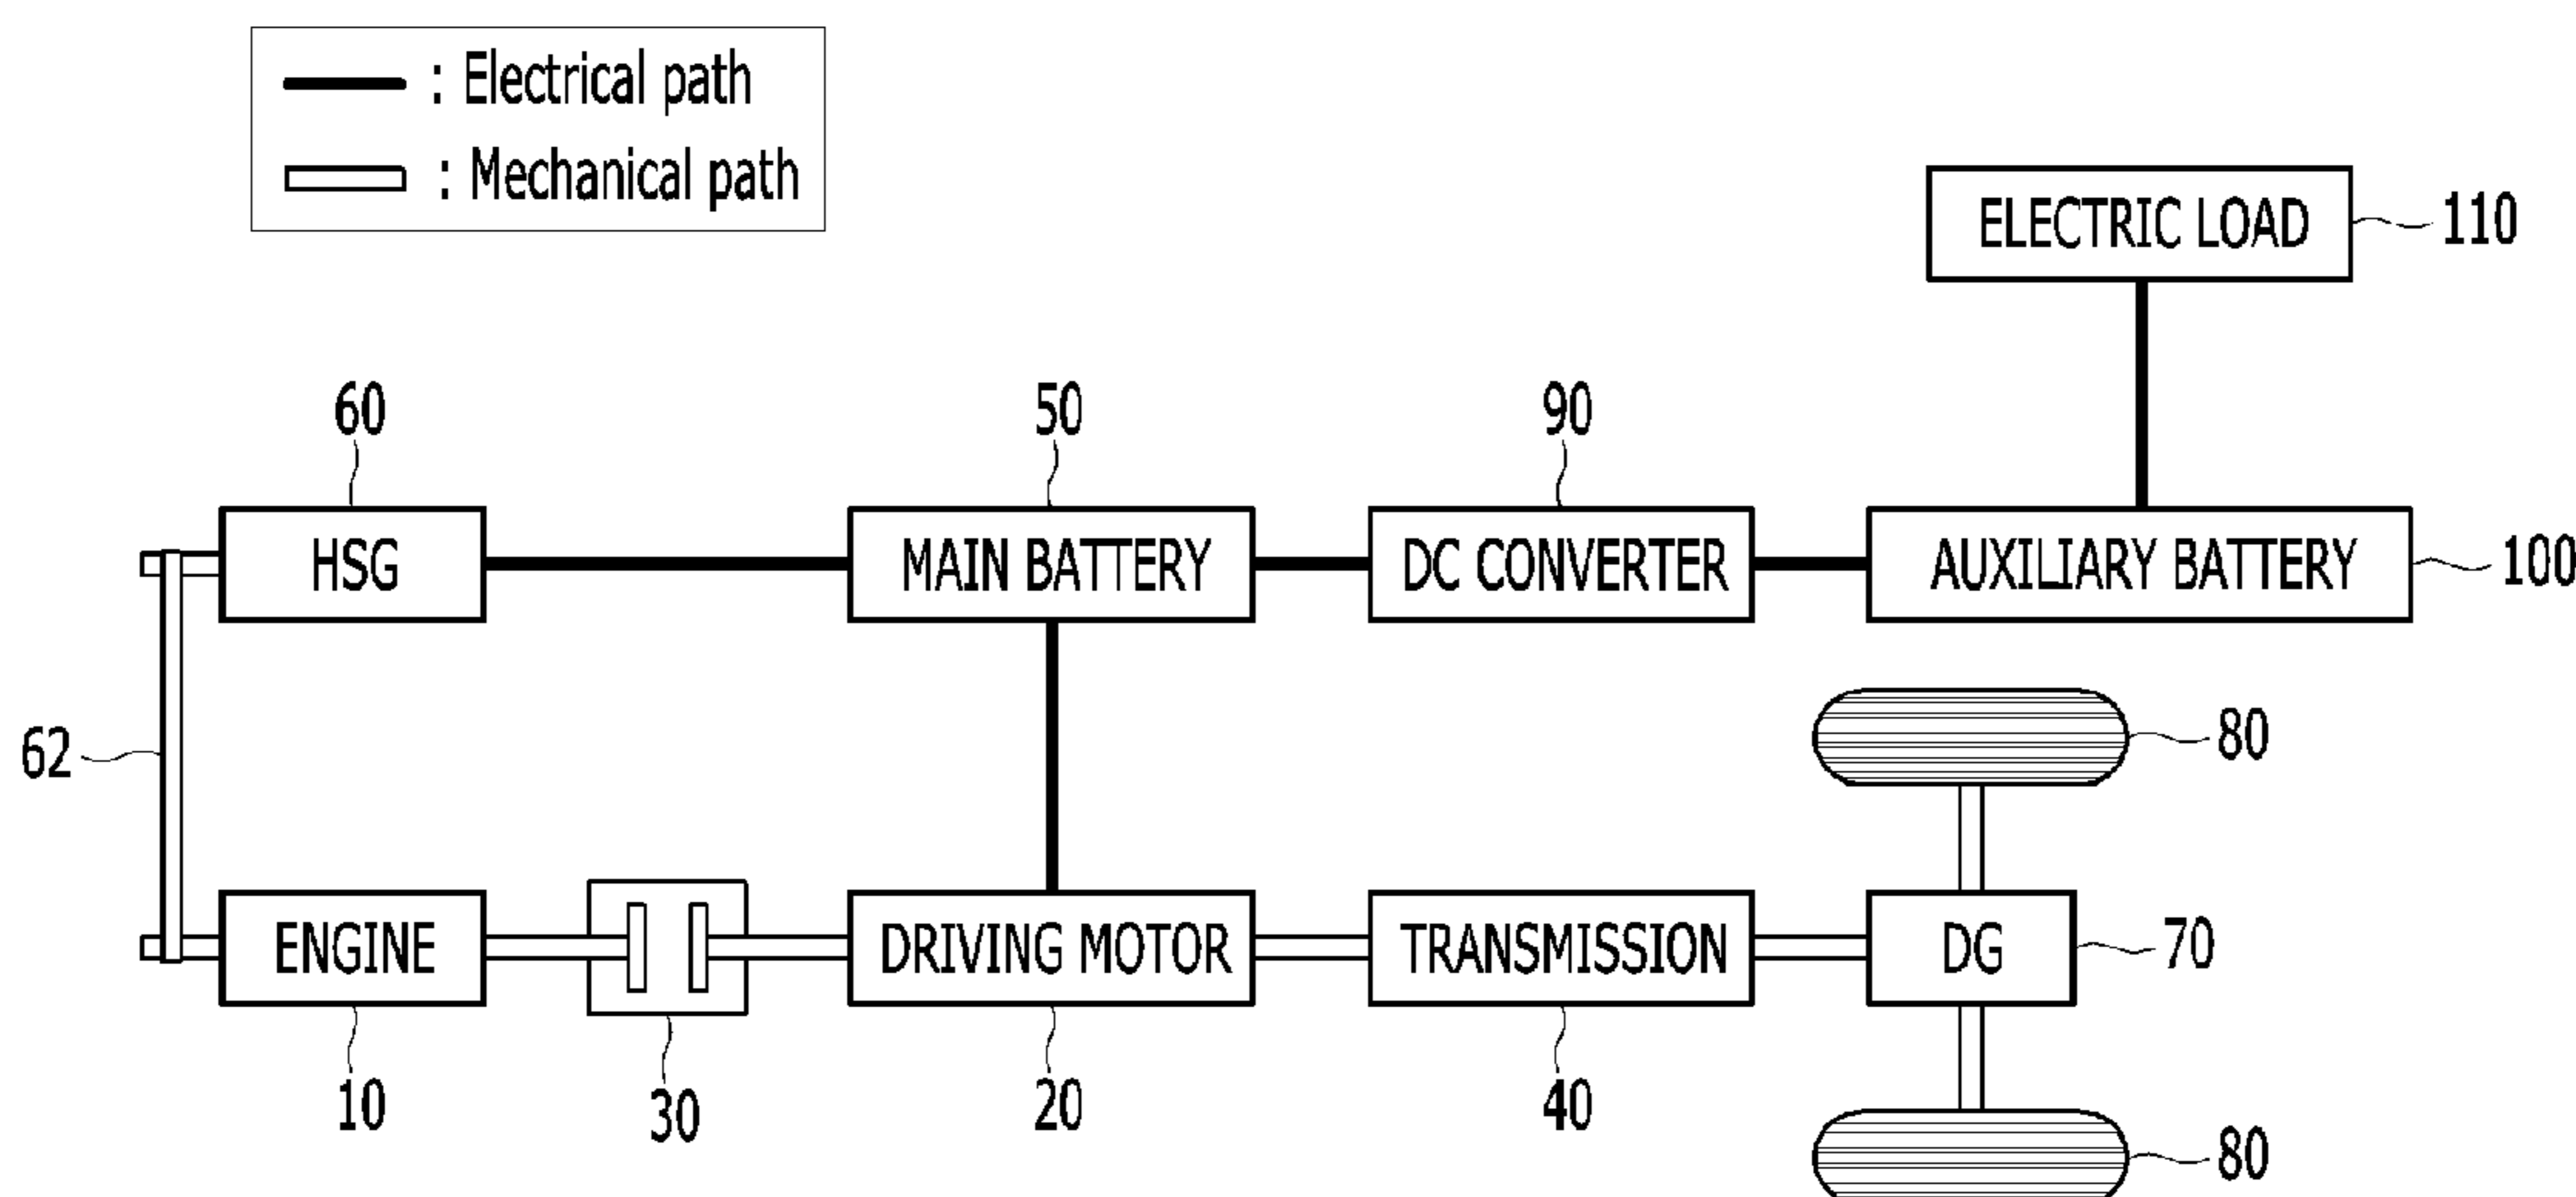 : Electrical path
: Mechanical path
ELECTRIC LOAD
110
60
50
90
HSG
MAIN BATTERY
DC CONVERTER
AUXILIARY BATTERY
100
62
80
ENGINE
DRIVING MOTOR
TRANSMISSION
DG
70
10
30
20
40
80